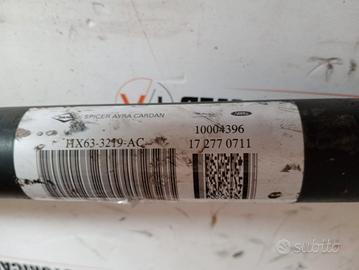 SPICER AYRA CARDAN
10004396
HX63-3219-AC
17 277 0711
subito